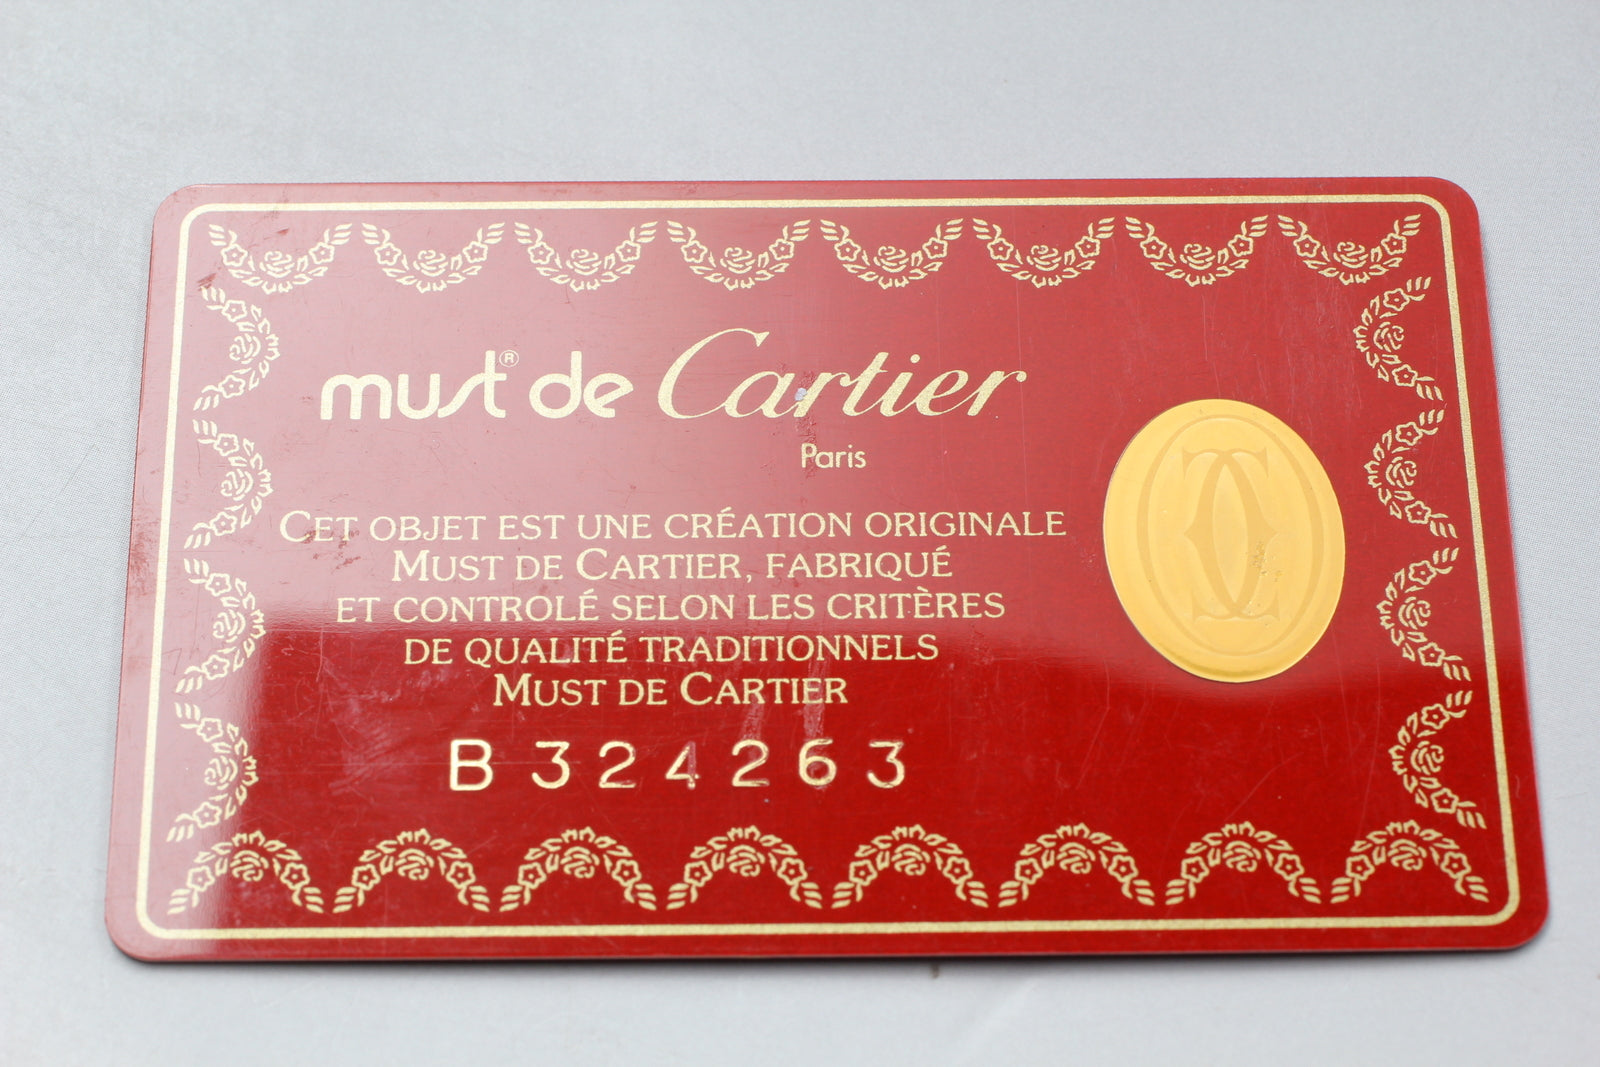 must® de Cartier
Paris
CET OBJET EST UNE CRÉATION ORIGINALE
MUST DE CARTIER, FABRIQUÉ
ET CONTROLÉ SELON LES CRITÈRES
DE QUALITÉ TRADITIONNELS
MUST DE CARTIER
B 324263